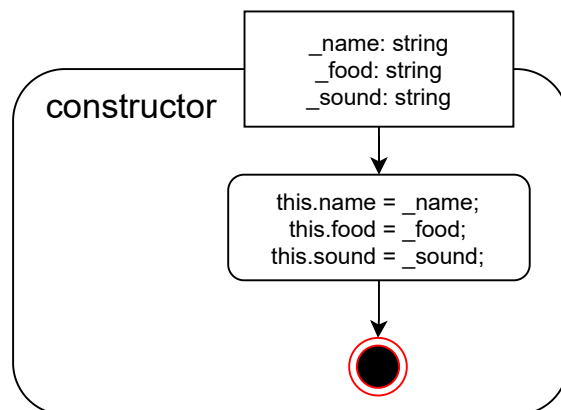 _name: string
_food: string
_sound: string
constructor
this.name = _name;
this.food = _food;
this.sound = _sound;